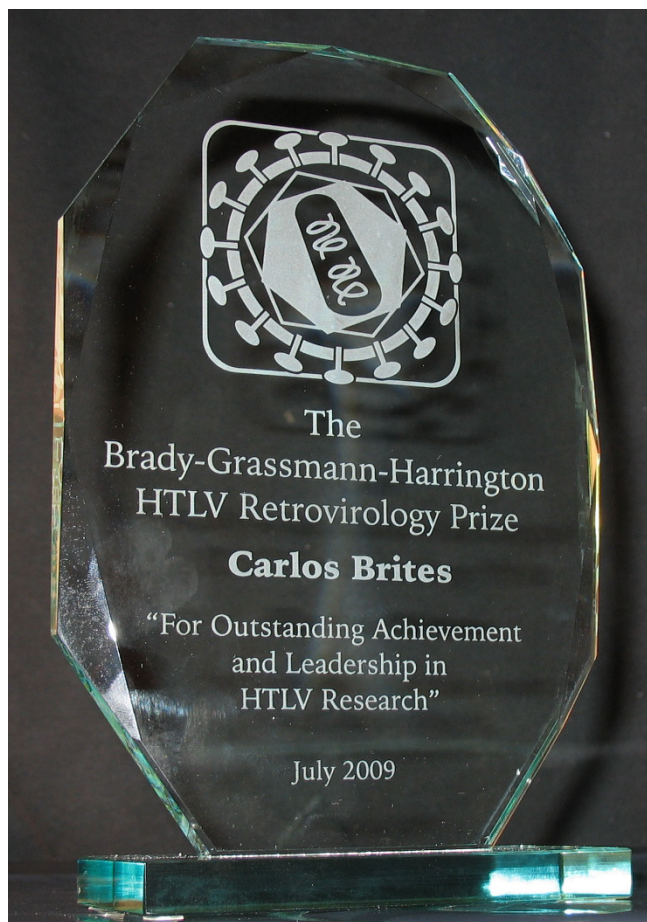 The
Brady-Grassmann-Harrington
HTLV Retrovirology Prize
Carlos Brites
“For Outstanding Achievement
and Leadership in
HTLV Research”
July 2009